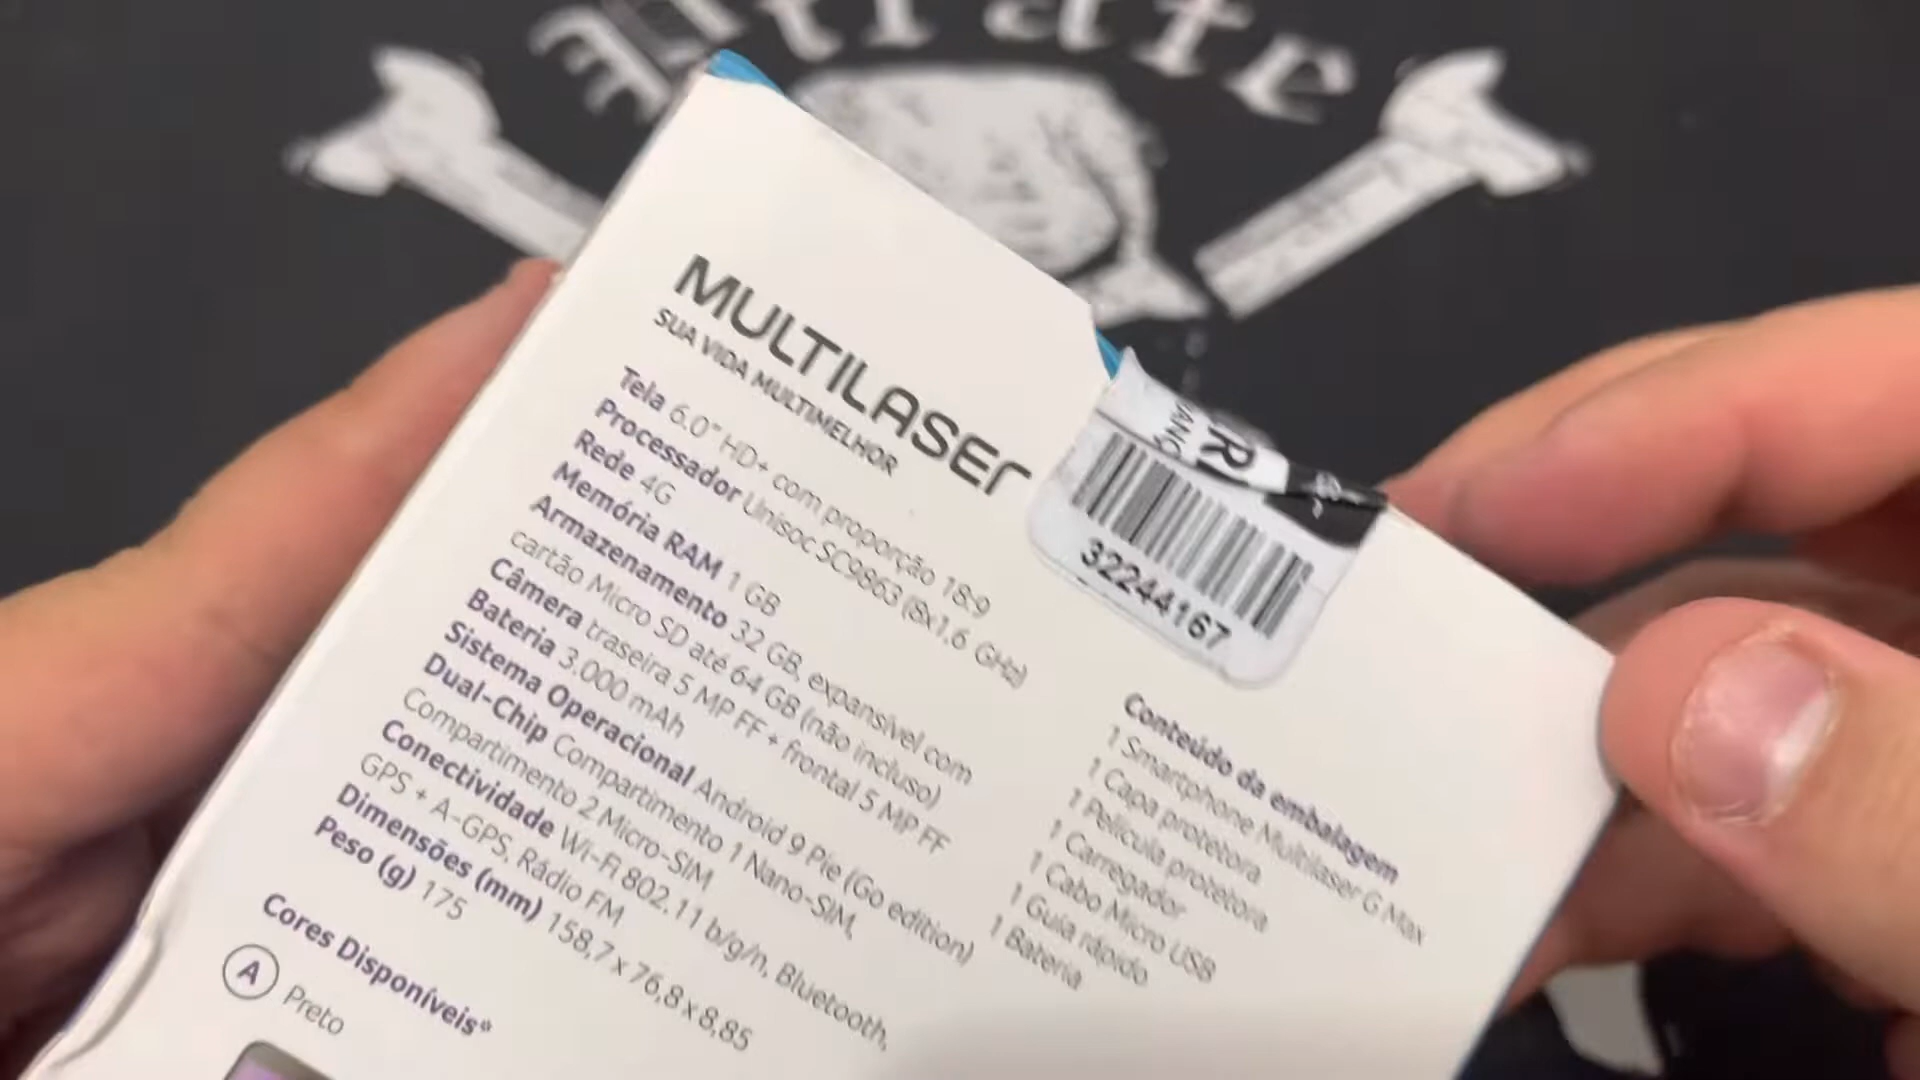 Pirate
MULTILASER
SUA VIDA MULTIMELHOR
Tela 6.0" HD+ com proporção 18:9
Processador Unisoc SC9863 (8x1.6 GHz)
Rede 4G
Memória RAM 1 GB
Armazenamento 32 GB, expansível com
cartão Micro SD até 64 GB (não incluso)
Câmera traseira 5 MP FF + frontal 5 MP FF
Bateria 3.000 mAh
Sistema Operacional Android 9 Pie (Go edition)
Dual-Chip Compartimento 1 Nano-SIM,
Compartimento 2 Micro-SIM
Conectividade Wi-Fi 802.11 b/g/n, Bluetooth,
GPS + A-GPS, Rádio FM
Dimensões (mm) 158,7 x 76,8 x 8,85
Peso (g) 175
Cores Disponíveis*
A Preto
32244167
Conteúdo da embalagem
1 Smartphone Multilaser G Max
1 Capa protetora
1 Película protetora
1 Carregador
1 Cabo Micro USB
1 Guia rápido
1 Bateria